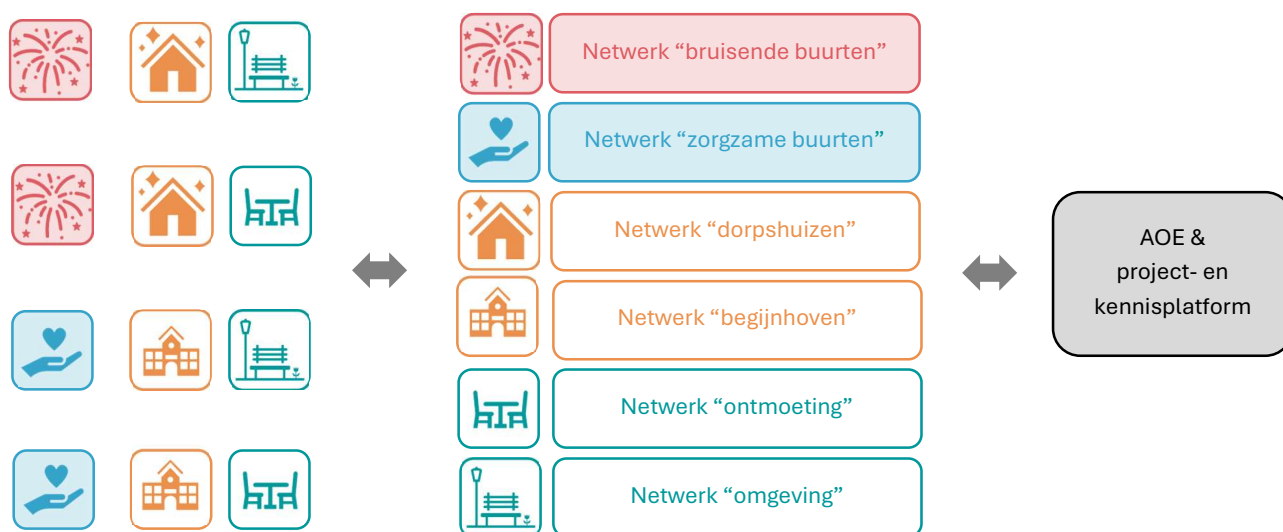 Netwerk “bruisende buurten”
Netwerk “zorgzame buurten”
Netwerk “dorpshuizen”
Netwerk “begijnhoven”
Netwerk “ontmoeting”
Netwerk “omgeving”
AOE &
project- en
kennisplatform